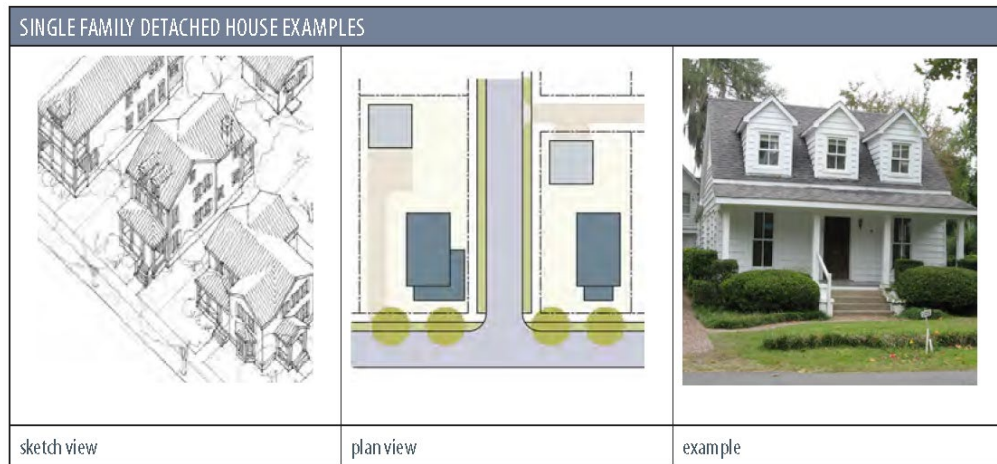 SINGLE FAMILY DETACHED HOUSE EXAMPLES
sketch view
plan view
example